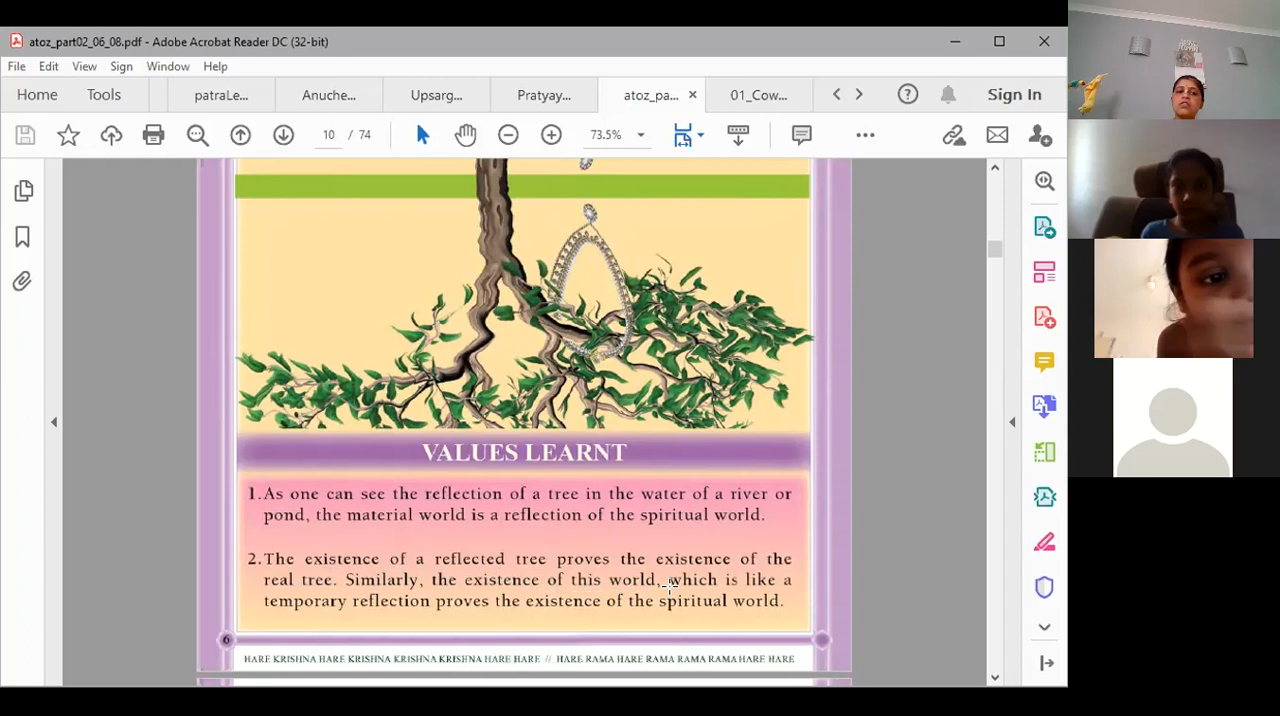 atoz_part02_06_08.pdf - Adobe Acrobat Reader DC (32-bit)
File Edit View Sign Window Help
Home Tools patraLe... Anuche... Upsarg... Pratyay... atoz_pa... 01_Cow... Sign In
10 / 74 73.5%
VALUES LEARNT
1. As one can see the reflection of a tree in the water of a river or
pond, the material world is a reflection of the spiritual world.
2. The existence of a reflected tree proves the existence of the
real tree. Similarly, the existence of this world, which is like a
temporary reflection proves the existence of the spiritual world.
6
HARE KRISHNA HARE KRISHNA KRISHNA KRISHNA HARE HARE // HARE RAMA HARE RAMA RAMA RAMA HARE HARE